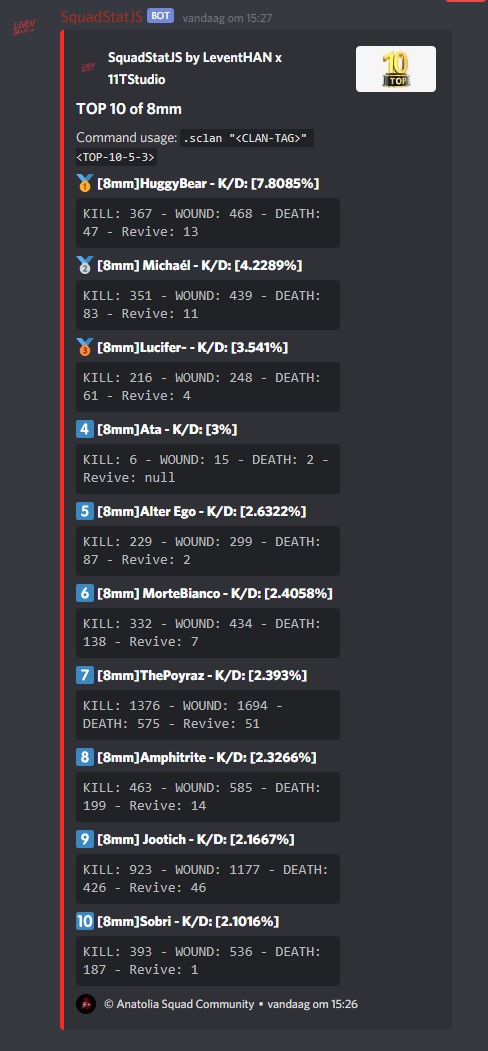 SquadStatJS BOT vandaag om 15:27
SquadStatJS by LeventHAN x
11TStudio
10
TOP
TOP 10 of 8mm
Command usage: .sclan "<CLAN-TAG>"
<TOP-10-5-3>
1 [8mm]HuggyBear - K/D: [7.8085%]
KILL: 367 - WOUND: 468 - DEATH:
47 - Revive: 13
2 [8mm] Michaél - K/D: [4.2289%]
KILL: 351 - WOUND: 439 - DEATH:
83 - Revive: 11
3 [8mm]Lucifer~ - K/D: [3.541%]
KILL: 216 - WOUND: 248 - DEATH:
61 - Revive: 4
4 [8mm]Ata - K/D: [3%]
KILL: 6 - WOUND: 15 - DEATH: 2 -
Revive: null
5 [8mm]Alter Ego - K/D: [2.6322%]
KILL: 229 - WOUND: 299 - DEATH:
87 - Revive: 2
6 [8mm] MorteBianco - K/D: [2.4058%]
KILL: 332 - WOUND: 434 - DEATH:
138 - Revive: 7
7 [8mm]ThePoyraz - K/D: [2.393%]
KILL: 1376 - WOUND: 1694 -
DEATH: 575 - Revive: 51
8 [8mm]Amphitrite - K/D: [2.3266%]
KILL: 463 - WOUND: 585 - DEATH:
199 - Revive: 14
9 [8mm] Jootich - K/D: [2.1667%]
KILL: 923 - WOUND: 1177 - DEATH:
426 - Revive: 46
10 [8mm]Sobri - K/D: [2.1016%]
KILL: 393 - WOUND: 536 - DEATH:
187 - Revive: 1
© Anatolia Squad Community • vandaag om 15:26